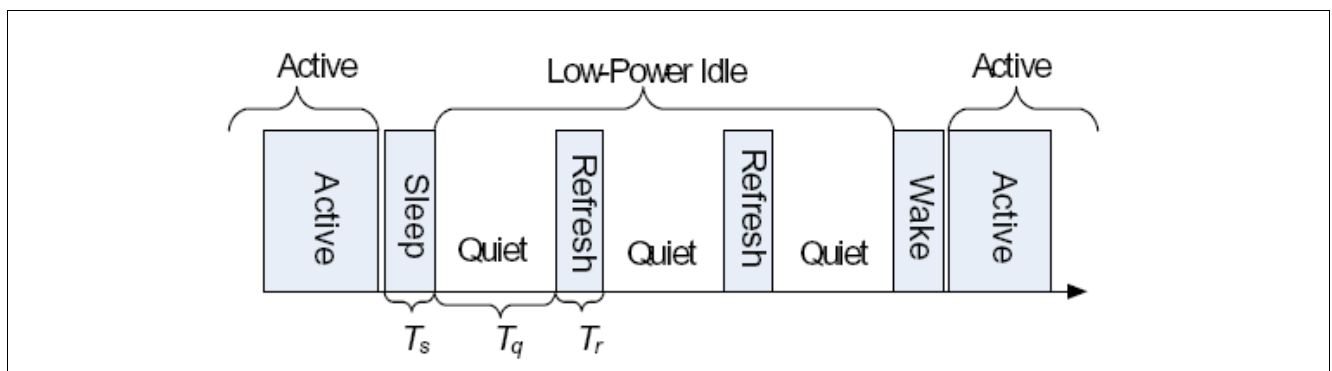 Active
Low-Power Idle
Active
Active
Sleep
Quiet
Refresh
Quiet
Refresh
Quiet
Wake
Active
Ts
Tq
Tr